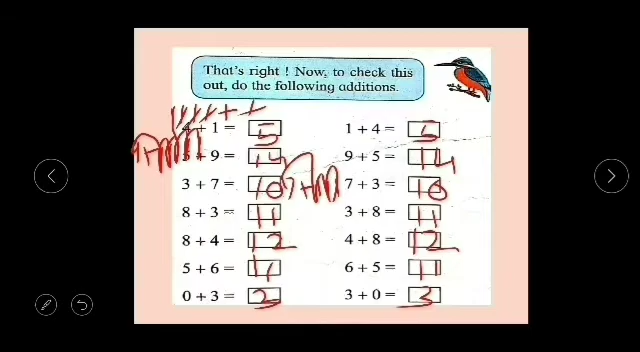 That's right ! Now, to check this
out, do the following additions.
4 + 1 = 5 1 + 4 = 5
5 + 9 = 14 9 + 5 = 14
3 + 7 = 10 7 + 3 = 10
8 + 3 = 11 3 + 8 = 11
8 + 4 = 12 4 + 8 = 12
5 + 6 = 11 6 + 5 = 11
0 + 3 = 3 3 + 0 = 3